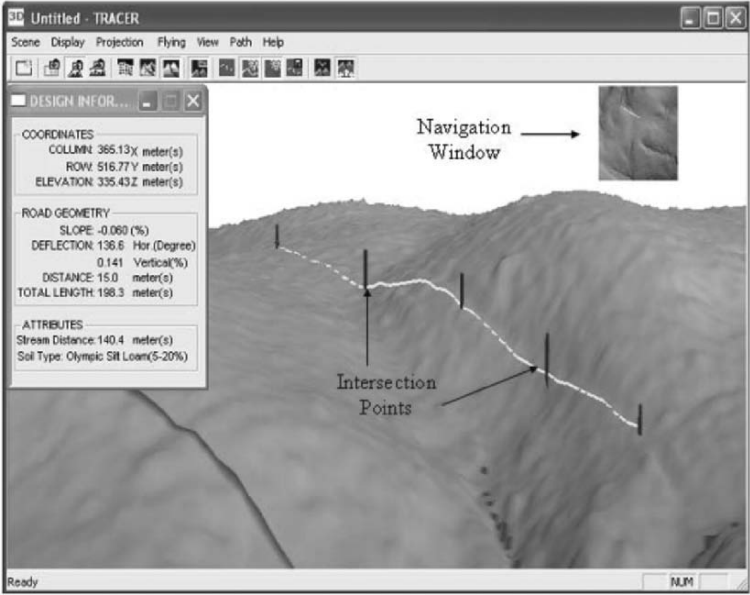 3D Untitled - TRACER
Scene Display Projection Flying View Path Help
DESIGN INFOR...
COORDINATES
COLUMN: 365.13X meter(s)
ROW: 516.77Y meter(s)
ELEVATION: 335.43Z meter(s)
ROAD GEOMETRY
SLOPE: -0.060 (%)
DEFLECTION: 136.6 Hor.(Degree)
0.141 Vertical(%)
DISTANCE: 15.0 meter(s)
TOTAL LENGTH: 198.3 meter(s)
ATTRIBUTES
Stream Distance: 140.4 meter(s)
Soil Type: Olympic Silt Loam(5-20%)
Navigation
Window
Intersection
Points
Ready
NUM